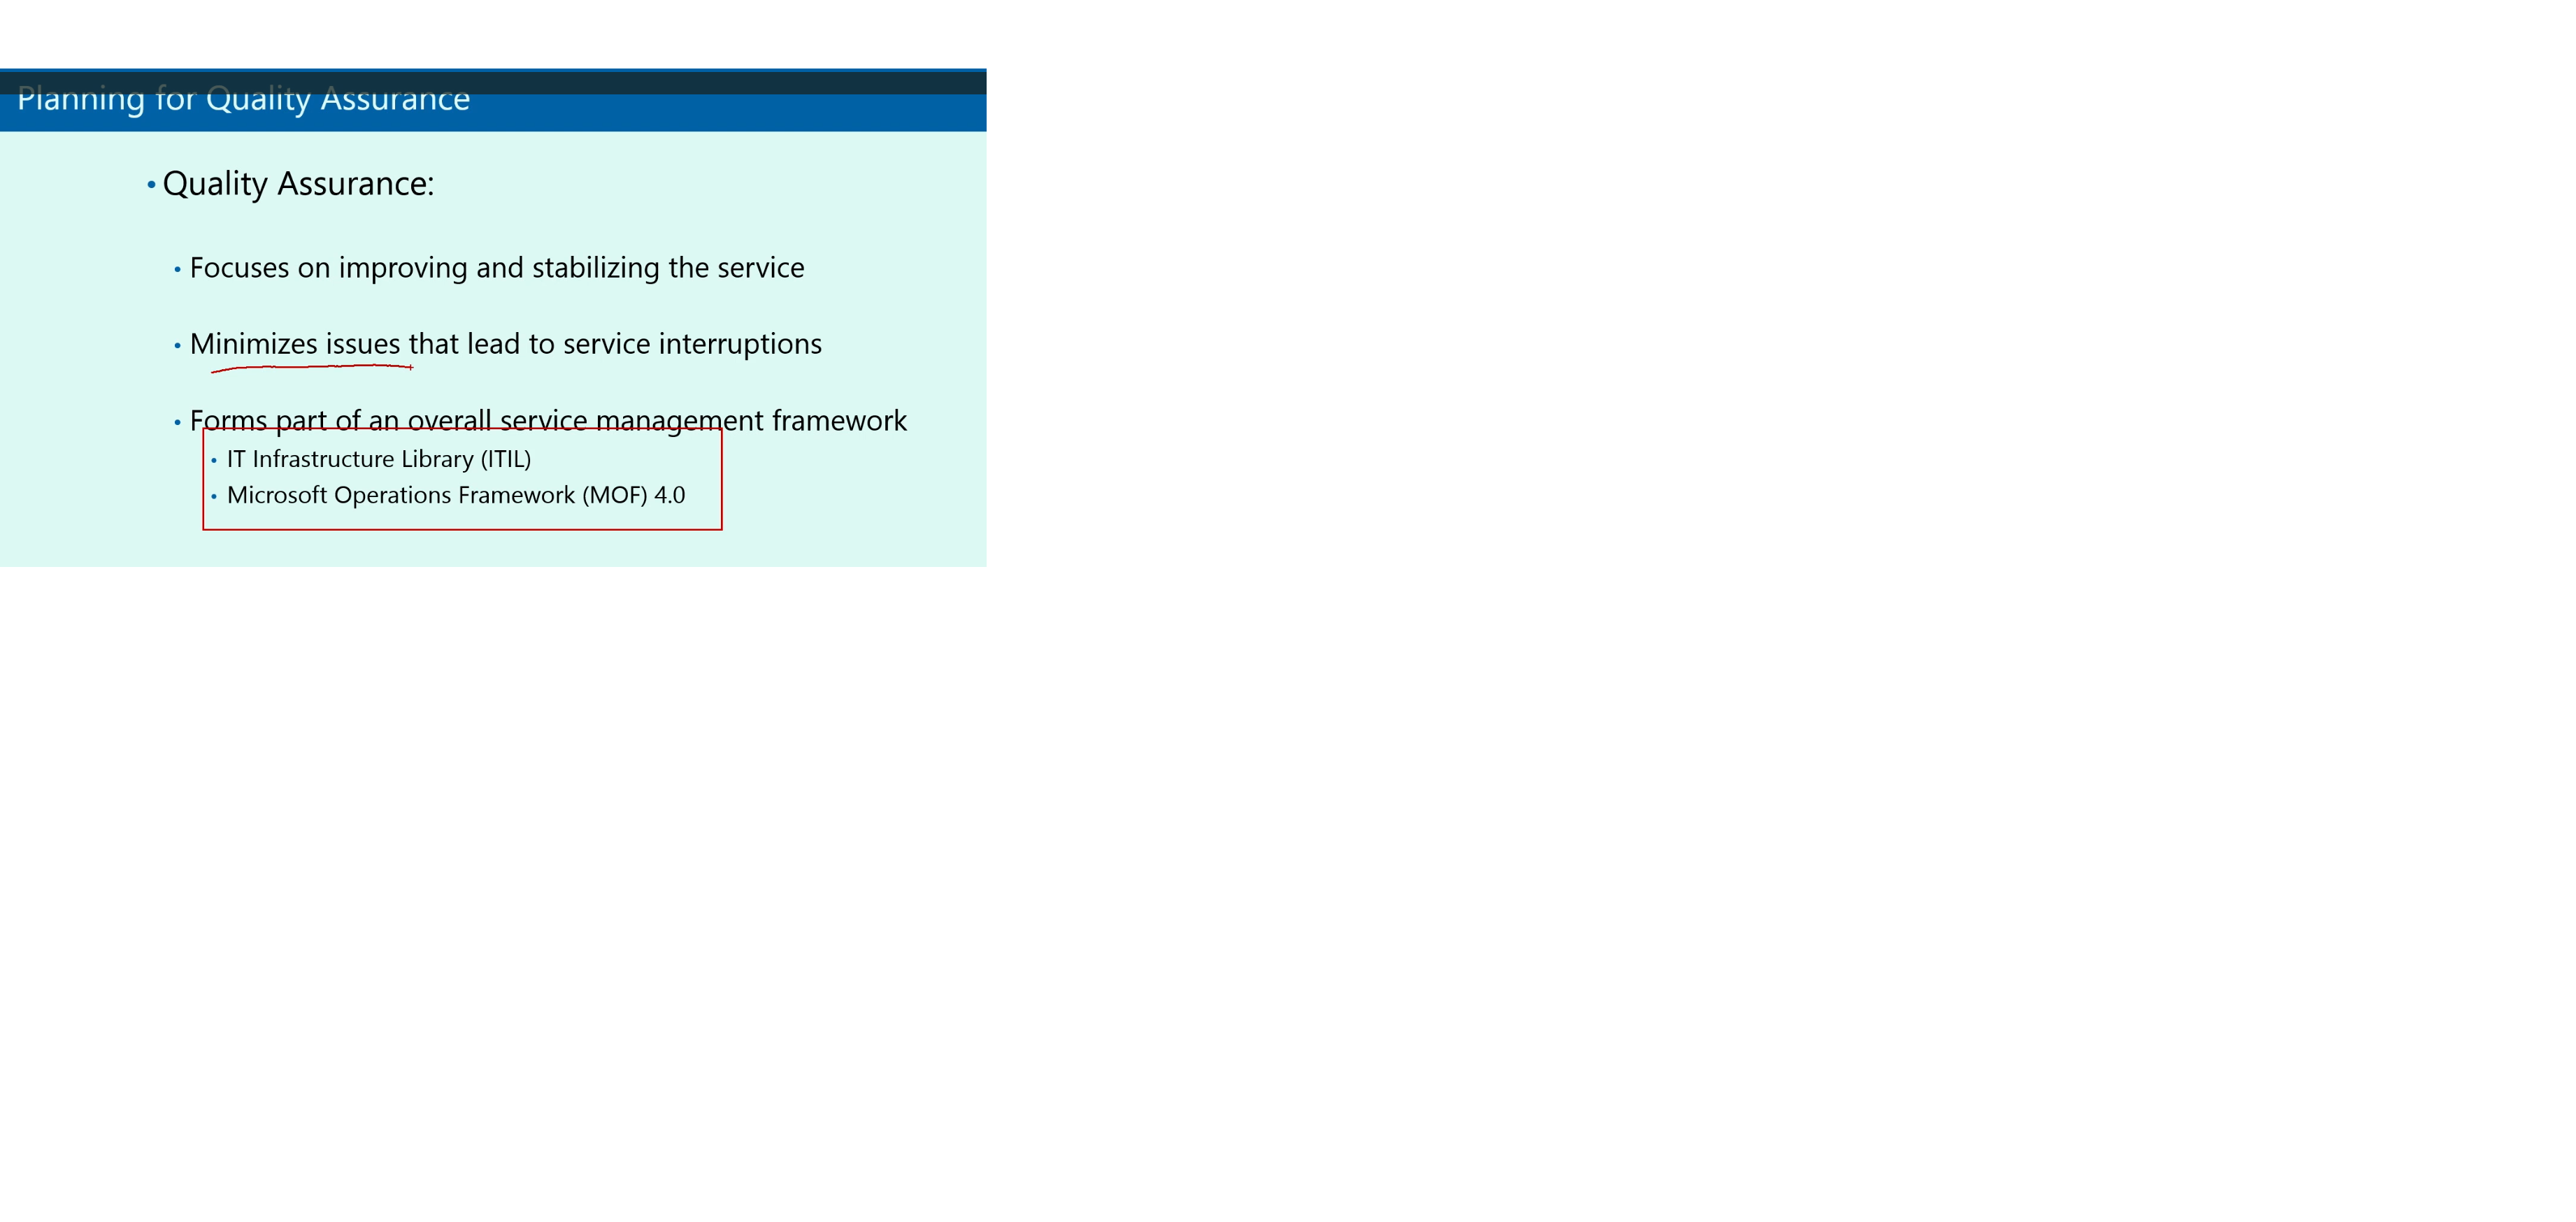 Planning for Quality Assurance
• Quality Assurance:
• Focuses on improving and stabilizing the service
• Minimizes issues that lead to service interruptions
• Forms part of an overall service management framework
• IT Infrastructure Library (ITIL)
• Microsoft Operations Framework (MOF) 4.0